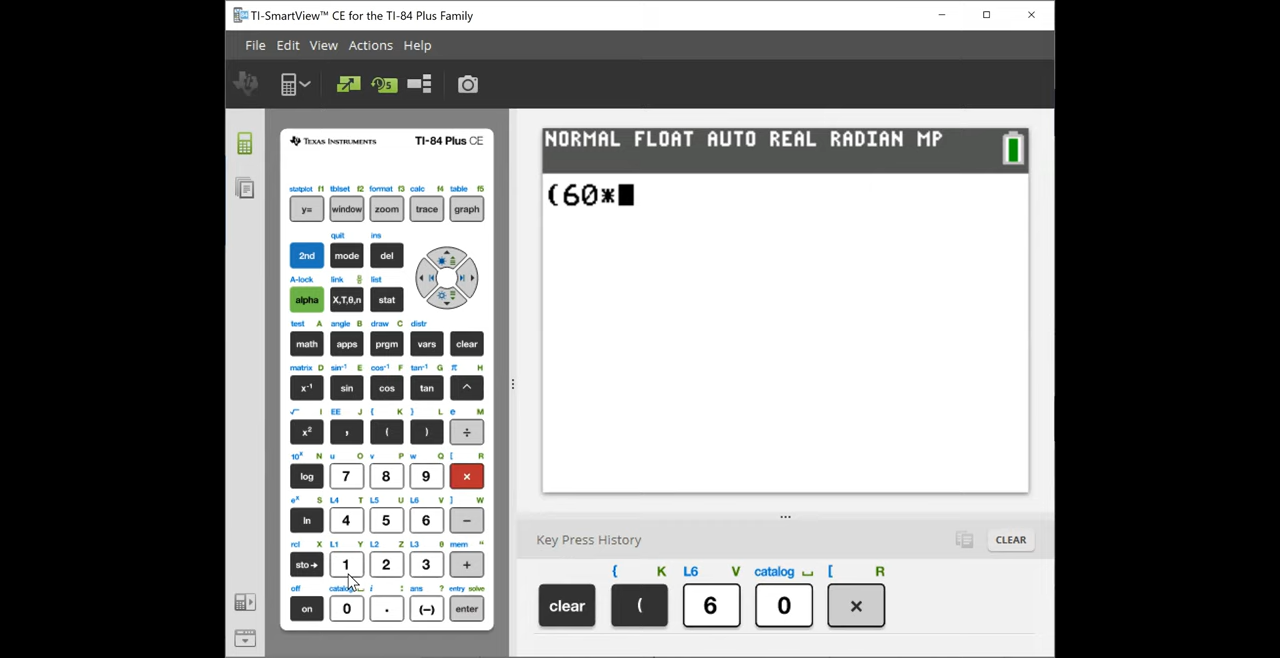 TI-SmartView™ CE for the TI-84 Plus Family
File Edit View Actions Help
TEXAS INSTRUMENTS TI-84 Plus CE
statplot f1 tblset f2 format f3 calc f4 table f5
y= window zoom trace graph
quit ins
2nd mode del
A-lock link list
alpha X,T,θ,n stat
test A angle B draw C distr
math apps prgm vars clear
matrix D sin⁻¹ E cos⁻¹ F tan⁻¹ G π H
x⁻¹ sin cos tan ^
√ I EE J { K } L e M
x² , ( ) ÷
10ˣ N u O v P w Q [ R
log 7 8 9 ×
eˣ S L4 T L5 U L6 V ] W
ln 4 5 6 −
rcl X L1 Y L2 Z L3 θ mem "
sto→ 1 2 3 +
off catalog i : ans ? entry solve
on 0 . (−) enter
NORMAL FLOAT AUTO REAL RADIAN MP
(60*
Key Press History CLEAR
{ K L6 V catalog [ R
clear ( 6 0 ×